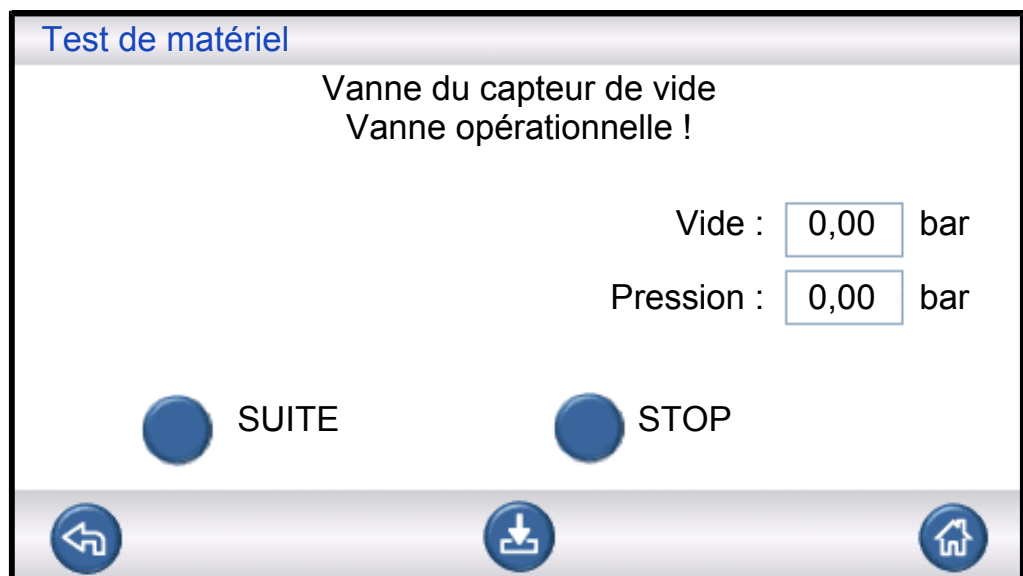 Test de matériel
Vanne du capteur de vide
Vanne opérationnelle !
Vide : 0,00 bar
Pression : 0,00 bar
SUITE STOP